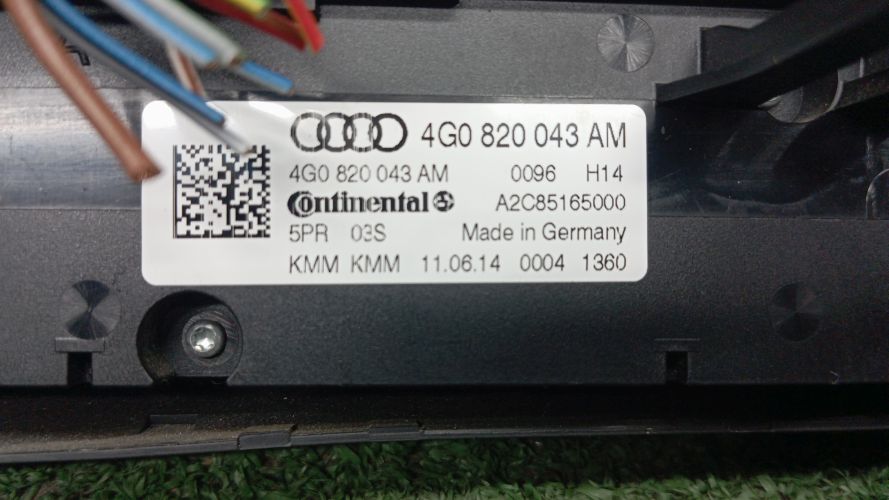 4G0 820 043 AM
4G0 820 043 AM 0096 H14
Continental A2C85165000
5PR 03S Made in Germany
KMM KMM 11.06.14 0004 1360